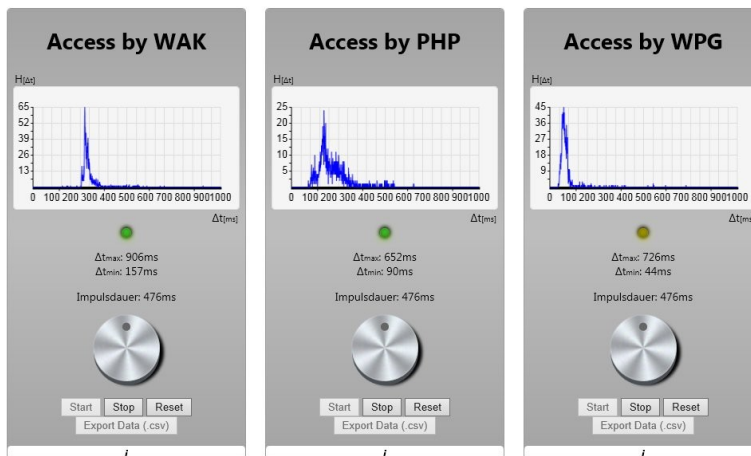 Access by WAK
H[Δt]
65
52
39
26
13
0 100 200 300 400 500 600 700 800 9001000
Δt[ms]
Δtmax: 906ms
Δtmin: 157ms
Impulsdauer: 476ms
Start Stop Reset
Export Data (.csv)
i
Access by PHP
H[Δt]
25
20
15
10
5
0 100 200 300 400 500 600 700 800 9001000
Δt[ms]
Δtmax: 652ms
Δtmin: 90ms
Impulsdauer: 476ms
Start Stop Reset
Export Data (.csv)
i
Access by WPG
H[Δt]
45
36
27
18
9
0 100 200 300 400 500 600 700 800 9001000
Δt[ms
Δtmax: 726ms
Δtmin: 44ms
Impulsdauer: 476ms
Start Stop Reset
Export Data (.csv)
i